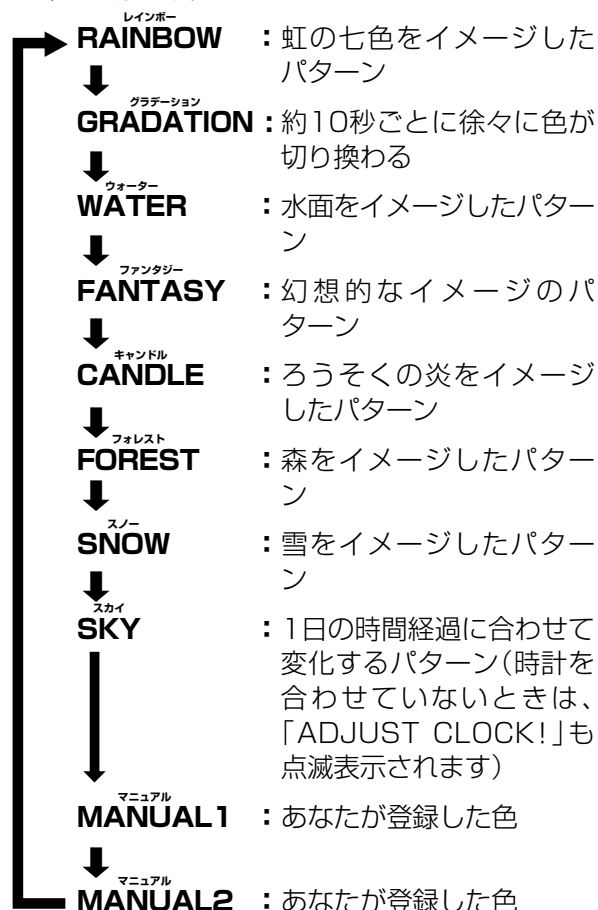 レインボー
RAINBOW :虹の七色をイメージした
パターン
グラデーション
GRADATION :約10秒ごとに徐々に色が
切り換わる
ウォーター
WATER :水面をイメージしたパター
ン
ファンタジー
FANTASY :幻想的なイメージのパ
ターン
キャンドル
CANDLE :ろうそくの炎をイメージ
したパターン
フォレスト
FOREST :森をイメージしたパター
ン
スノー
SNOW :雪をイメージしたパター
ン
スカイ
SKY :1日の時間経過に合わせて
変化するパターン(時計を
合わせていないときは、
「ADJUST CLOCK!」も
点滅表示されます)
マニュアル
MANUAL1 :あなたが登録した色
マニュアル
MANUAL2 :あなたが登録した色